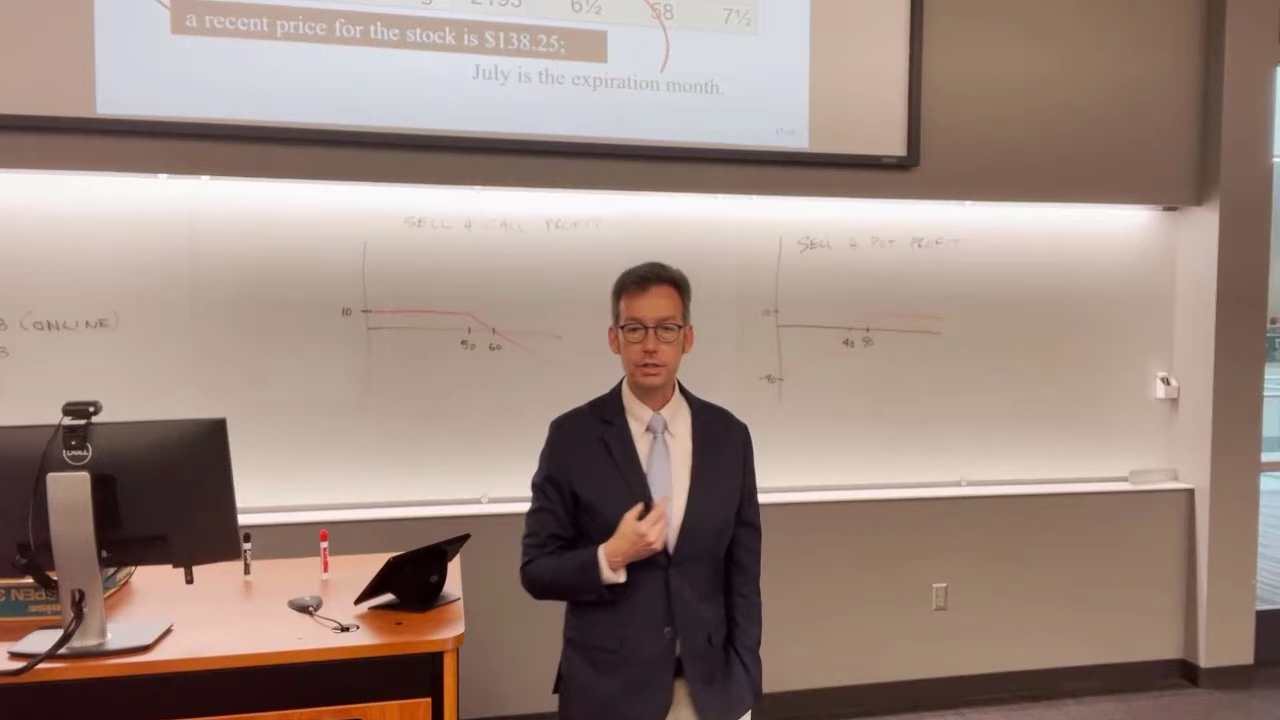 2195 6½ 58 7½
a recent price for the stock is $138.25;
July is the expiration month.
SELL A CALL PROFIT
SELL A PUT PROFIT
10
50 60
40 50
(ONLINE)
DELL